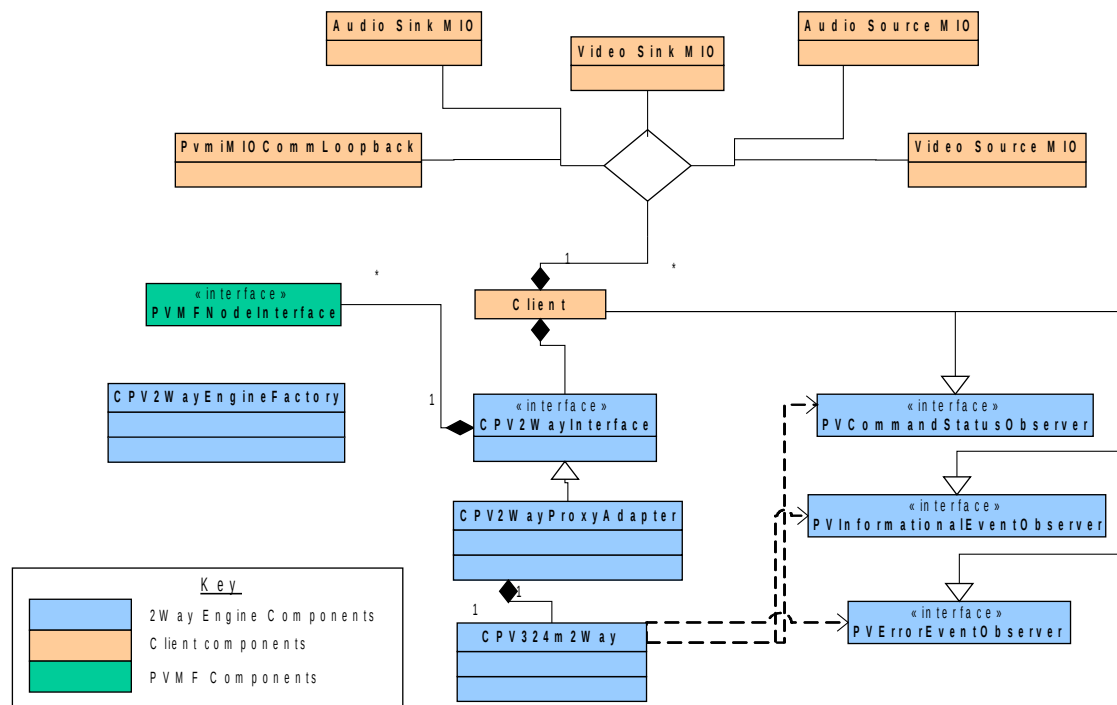 Audio Sink MIO
Video Sink MIO
Audio Source MIO
PvmiMIOCommLoopback
Video Source MIO
1
*
*
«interface»
PVMFNodeInterface
Client
CPV2WayEngineFactory
1
«interface»
CPV2WayInterface
«interface»
PVCommandStatusObserver
CPV2WayProxyAdapter
«interface»
PVInformationalEventObserver
1
1
CPV324m2Way
«interface»
PVErrorEventObserver
Key
2Way Engine Components
Client components
PVMF Components